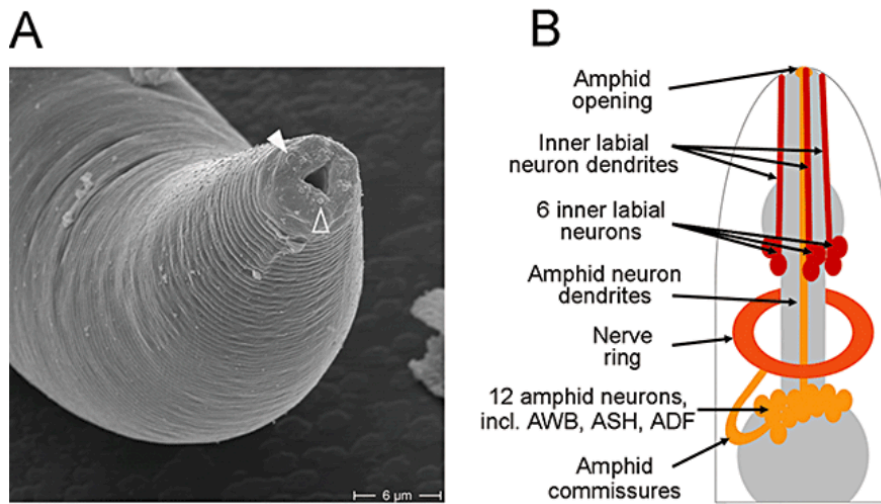 A
6 µm
B
Amphid
opening
Inner labial
neuron dendrites
6 inner labial
neurons
Amphid neuron
dendrites
Nerve
ring
12 amphid neurons,
incl. AWB, ASH, ADF
Amphid
commissures